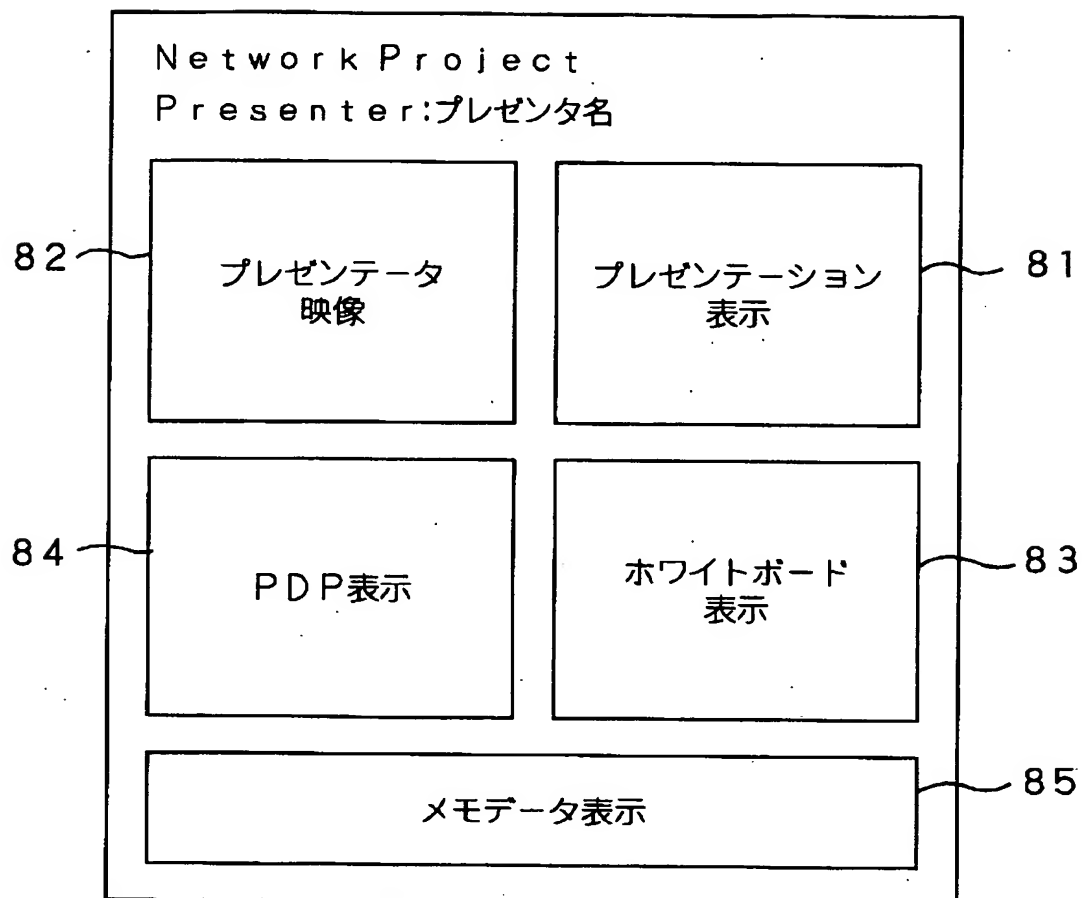 Network Project
Presenter:プレゼンタ名
82
プレゼンテータ
映像
プレゼンテーション
表示
81
84
PDP表示
ホワイトボード
表示
83
メモデータ表示
85